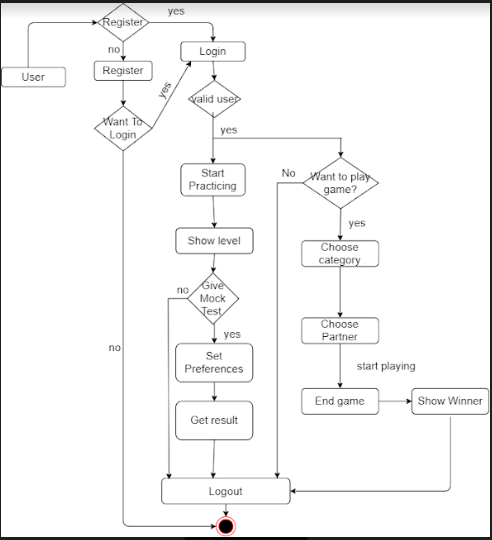 yes
Register
no
User
Register
Login
yes
valid user
Want To
Login
yes
Start
Practicing
No
Want to play
game?
yes
Show level
Choose
category
no
Give
Mock
Test
yes
Choose
Partner
no
Set
Preferences
start playing
End game
Show Winner
Get result
Logout